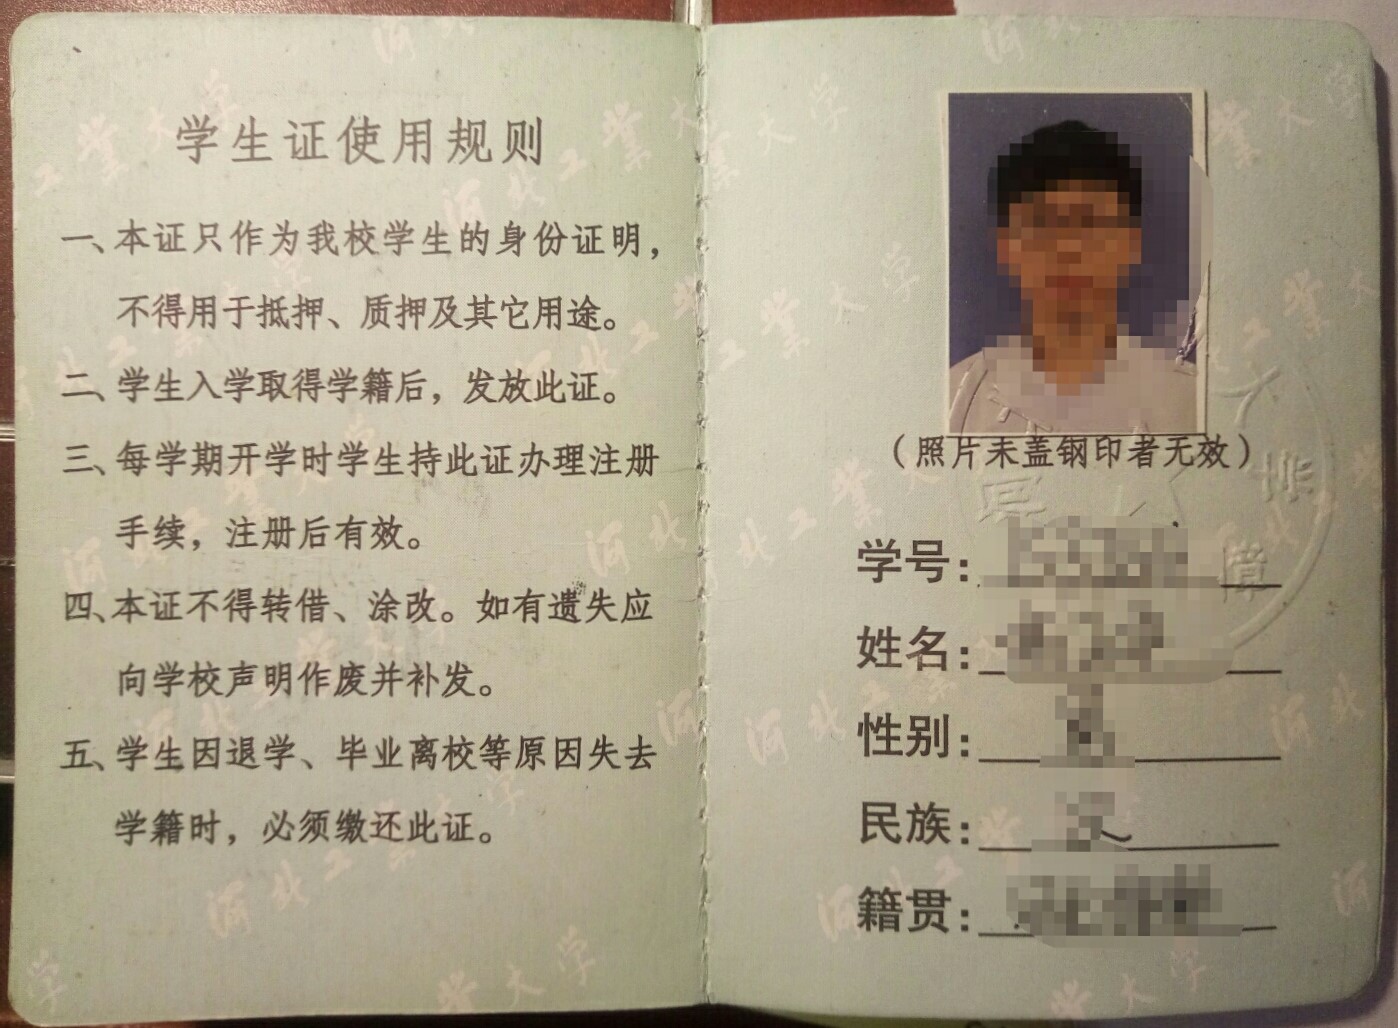 学生证使用规则
一、本证只作为我校学生的身份证明，
不得用于抵押、质押及其它用途。
二、学生入学取得学籍后，发放此证。
三、每学期开学时学生持此证办理注册
手续，注册后有效。
四、本证不得转借、涂改。如有遗失应
向学校声明作废并补发。
五、学生因退学、毕业离校等原因失去
学籍时，必须缴还此证。
（照片未盖钢印者无效）
学号：
姓名：
性别：
民族：
籍贯：
河北工业大学